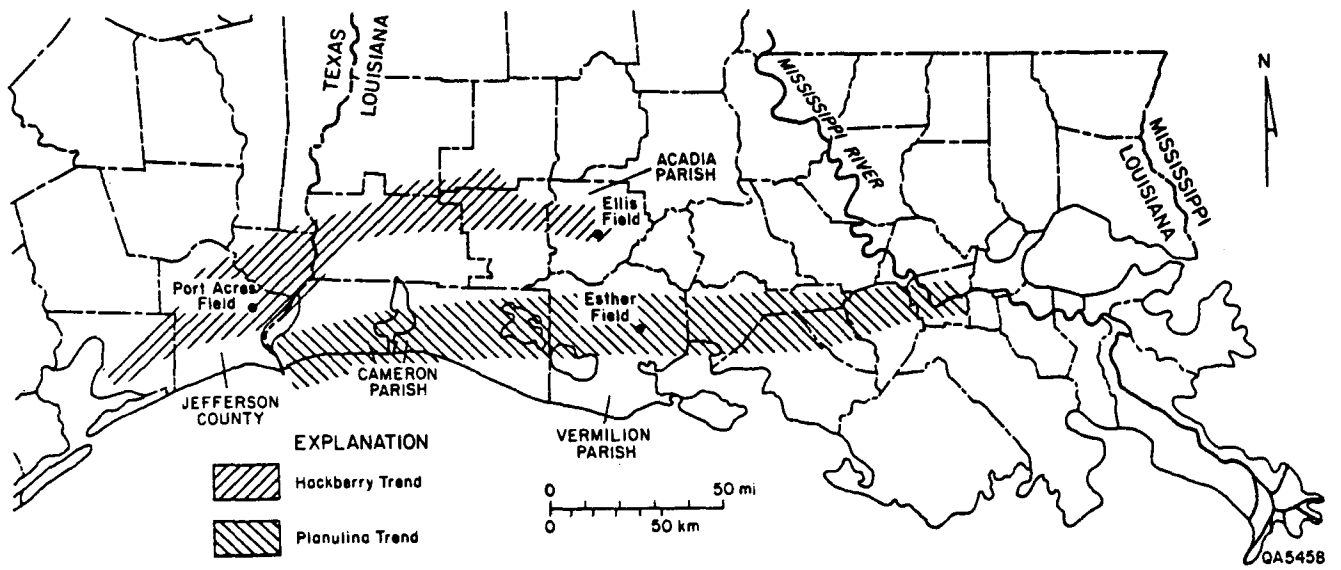 TEXAS
LOUISIANA
MISSISSIPPI
RIVER
N
MISSISSIPPI
LOUISIANA
ACADIA
PARISH
Ellis
Field
Port Acres
Field
Esther
Field
CAMERON
PARISH
JEFFERSON
COUNTY
VERMILION
PARISH
EXPLANATION
Hackberry Trend
Planulina Trend
0 50 mi
0 50 km
QA5458